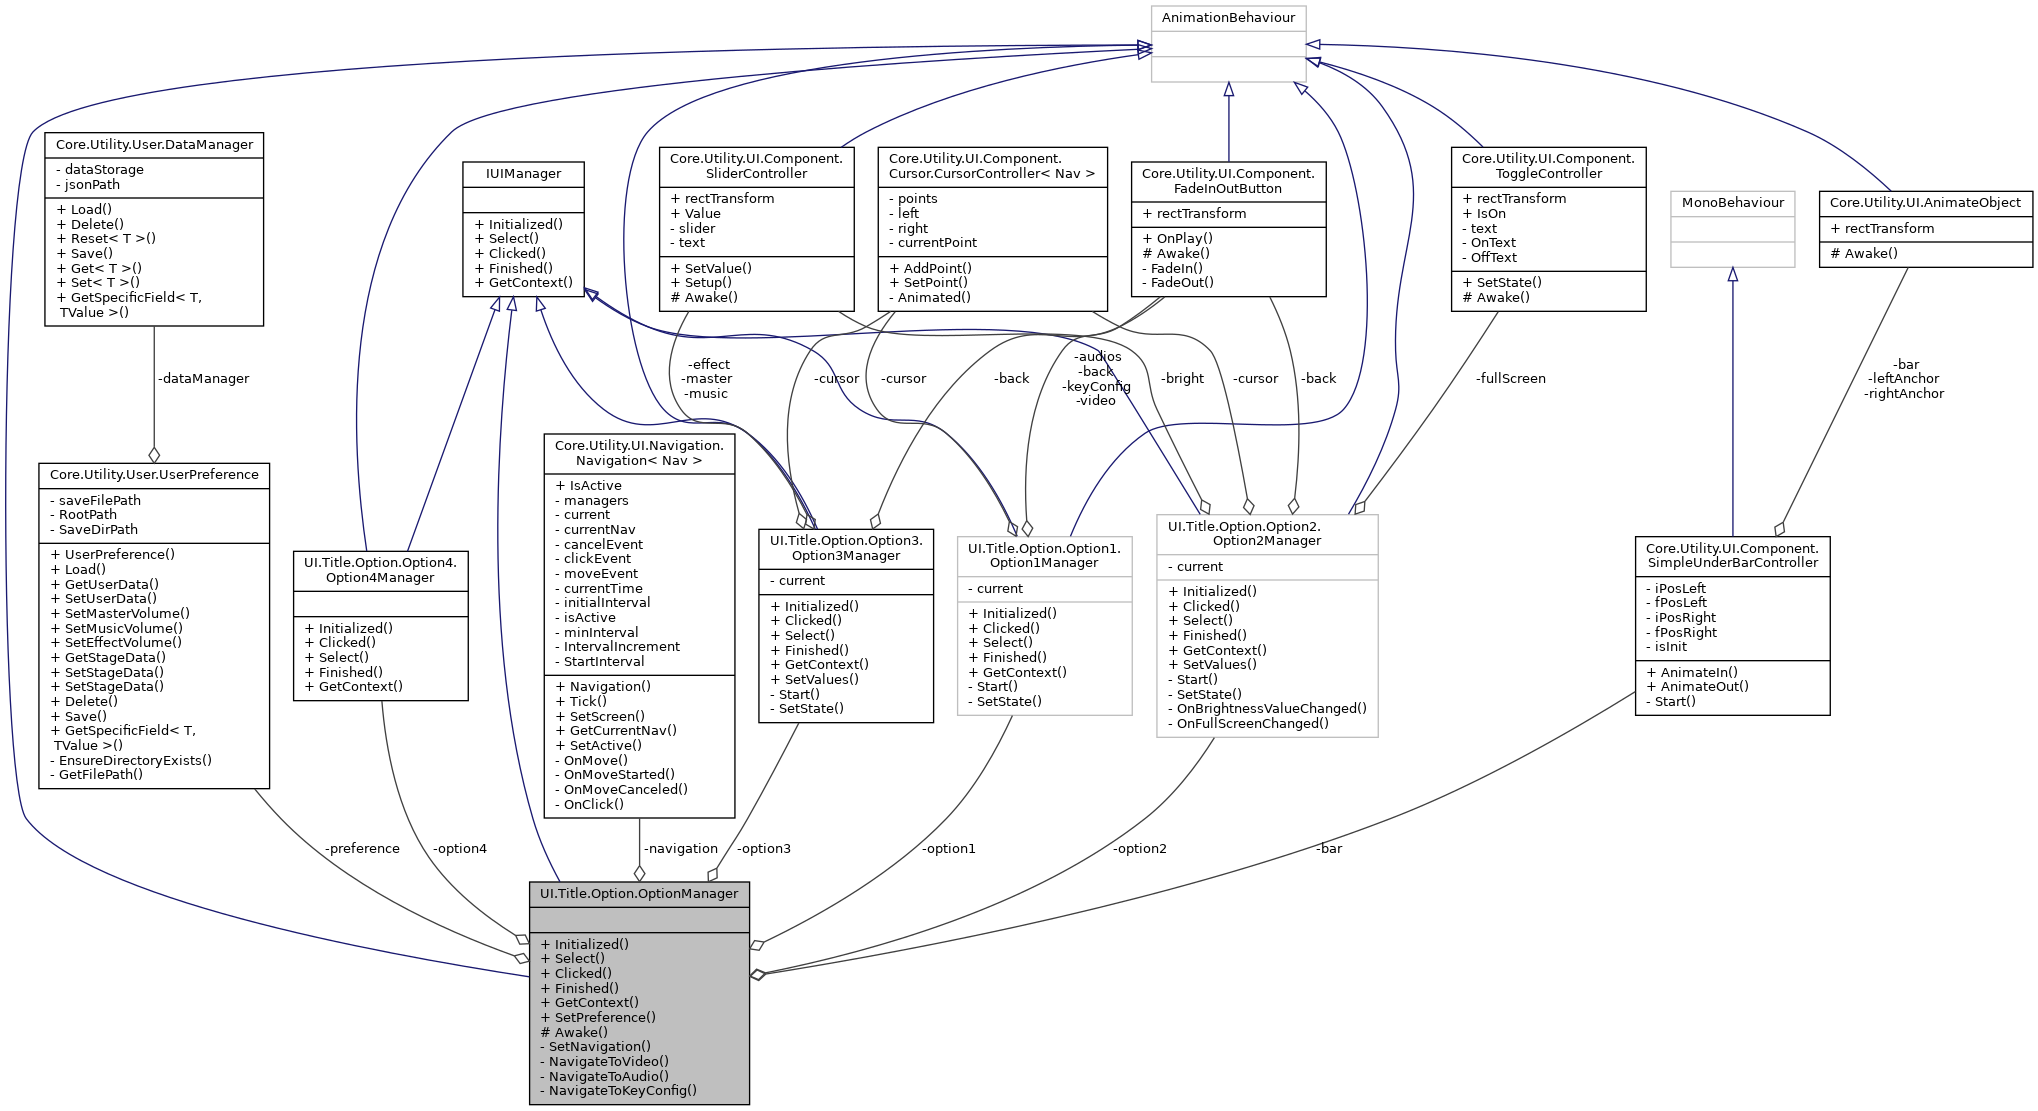 AnimationBehaviour
Core.Utility.User.DataManager
- dataStorage
- jsonPath
+ Load()
+ Delete()
+ Reset< T >()
+ Save()
+ Get< T >()
+ Set< T >()
+ GetSpecificField< T,
TValue >()
IUIManager
+ Initialized()
+ Select()
+ Clicked()
+ Finished()
+ GetContext()
Core.Utility.UI.Component.
SliderController
+ rectTransform
+ Value
- slider
- text
+ SetValue()
+ Setup()
# Awake()
Core.Utility.UI.Component.
Cursor.CursorController< Nav >
- points
- left
- right
- currentPoint
+ AddPoint()
+ SetPoint()
- Animated()
Core.Utility.UI.Component.
FadeInOutButton
+ rectTransform
+ OnPlay()
# Awake()
- FadeIn()
- FadeOut()
Core.Utility.UI.Component.
ToggleController
+ rectTransform
+ IsOn
- text
- OnText
- OffText
+ SetState()
# Awake()
MonoBehaviour
Core.Utility.UI.AnimateObject
+ rectTransform
# Awake()
-dataManager
-effect
-master
-music
-cursor
-cursor
-back
-audios
-back
-keyConfig
-video
-bright
-cursor
-back
-fullScreen
-bar
-leftAnchor
-rightAnchor
Core.Utility.User.UserPreference
- saveFilePath
- RootPath
- SaveDirPath
+ UserPreference()
+ Load()
+ GetUserData()
+ SetUserData()
+ SetMasterVolume()
+ SetMusicVolume()
+ SetEffectVolume()
+ GetStageData()
+ SetStageData()
+ SetStageData()
+ Delete()
+ Save()
+ GetSpecificField< T,
TValue >()
- EnsureDirectoryExists()
- GetFilePath()
UI.Title.Option.Option4.
Option4Manager
+ Initialized()
+ Clicked()
+ Select()
+ Finished()
+ GetContext()
Core.Utility.UI.Navigation.
Navigation< Nav >
+ IsActive
- managers
- current
- currentNav
- cancelEvent
- clickEvent
- moveEvent
- currentTime
- initialInterval
- isActive
- minInterval
- IntervalIncrement
- StartInterval
+ Navigation()
+ Tick()
+ SetScreen()
+ GetCurrentNav()
+ SetActive()
- OnMove()
- OnMoveStarted()
- OnMoveCanceled()
- OnClick()
UI.Title.Option.Option3.
Option3Manager
- current
+ Initialized()
+ Clicked()
+ Select()
+ Finished()
+ GetContext()
+ SetValues()
- Start()
- SetState()
UI.Title.Option.Option1.
Option1Manager
- current
+ Initialized()
+ Clicked()
+ Select()
+ Finished()
+ GetContext()
- Start()
- SetState()
UI.Title.Option.Option2.
Option2Manager
- current
+ Initialized()
+ Clicked()
+ Select()
+ Finished()
+ GetContext()
+ SetValues()
- Start()
- SetState()
- OnBrightnessValueChanged()
- OnFullScreenChanged()
Core.Utility.UI.Component.
SimpleUnderBarController
- iPosLeft
- fPosLeft
- iPosRight
- fPosRight
- isInit
+ AnimateIn()
+ AnimateOut()
- Start()
-preference
-option4
-navigation
-option3
-option1
-option2
-bar
UI.Title.Option.OptionManager
+ Initialized()
+ Select()
+ Clicked()
+ Finished()
+ GetContext()
+ SetPreference()
# Awake()
- SetNavigation()
- NavigateToVideo()
- NavigateToAudio()
- NavigateToKeyConfig()